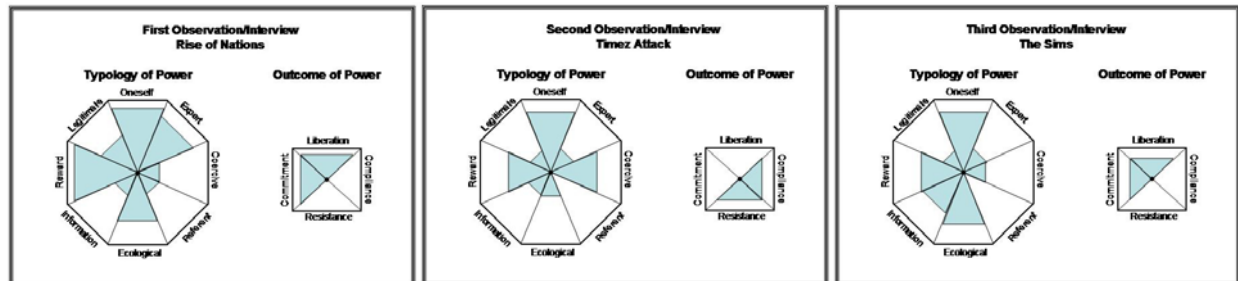 First Observation/Interview
Rise of Nations
Typology of Power
Outcome of Power
Oneself
Legitimate
Expert
Reward
Coercive
Information
Referent
Ecological
Liberation
Commitment
Compliance
Resistance
Second Observation/Interview
Timez Attack
Typology of Power
Outcome of Power
Oneself
Legitimate
Expert
Reward
Coercive
Information
Referent
Ecological
Liberation
Commitment
Compliance
Resistance
Third Observation/Interview
The Sims
Typology of Power
Outcome of Power
Oneself
Legitimate
Expert
Reward
Coercive
Information
Referent
Ecological
Liberation
Commitment
Compliance
Resistance